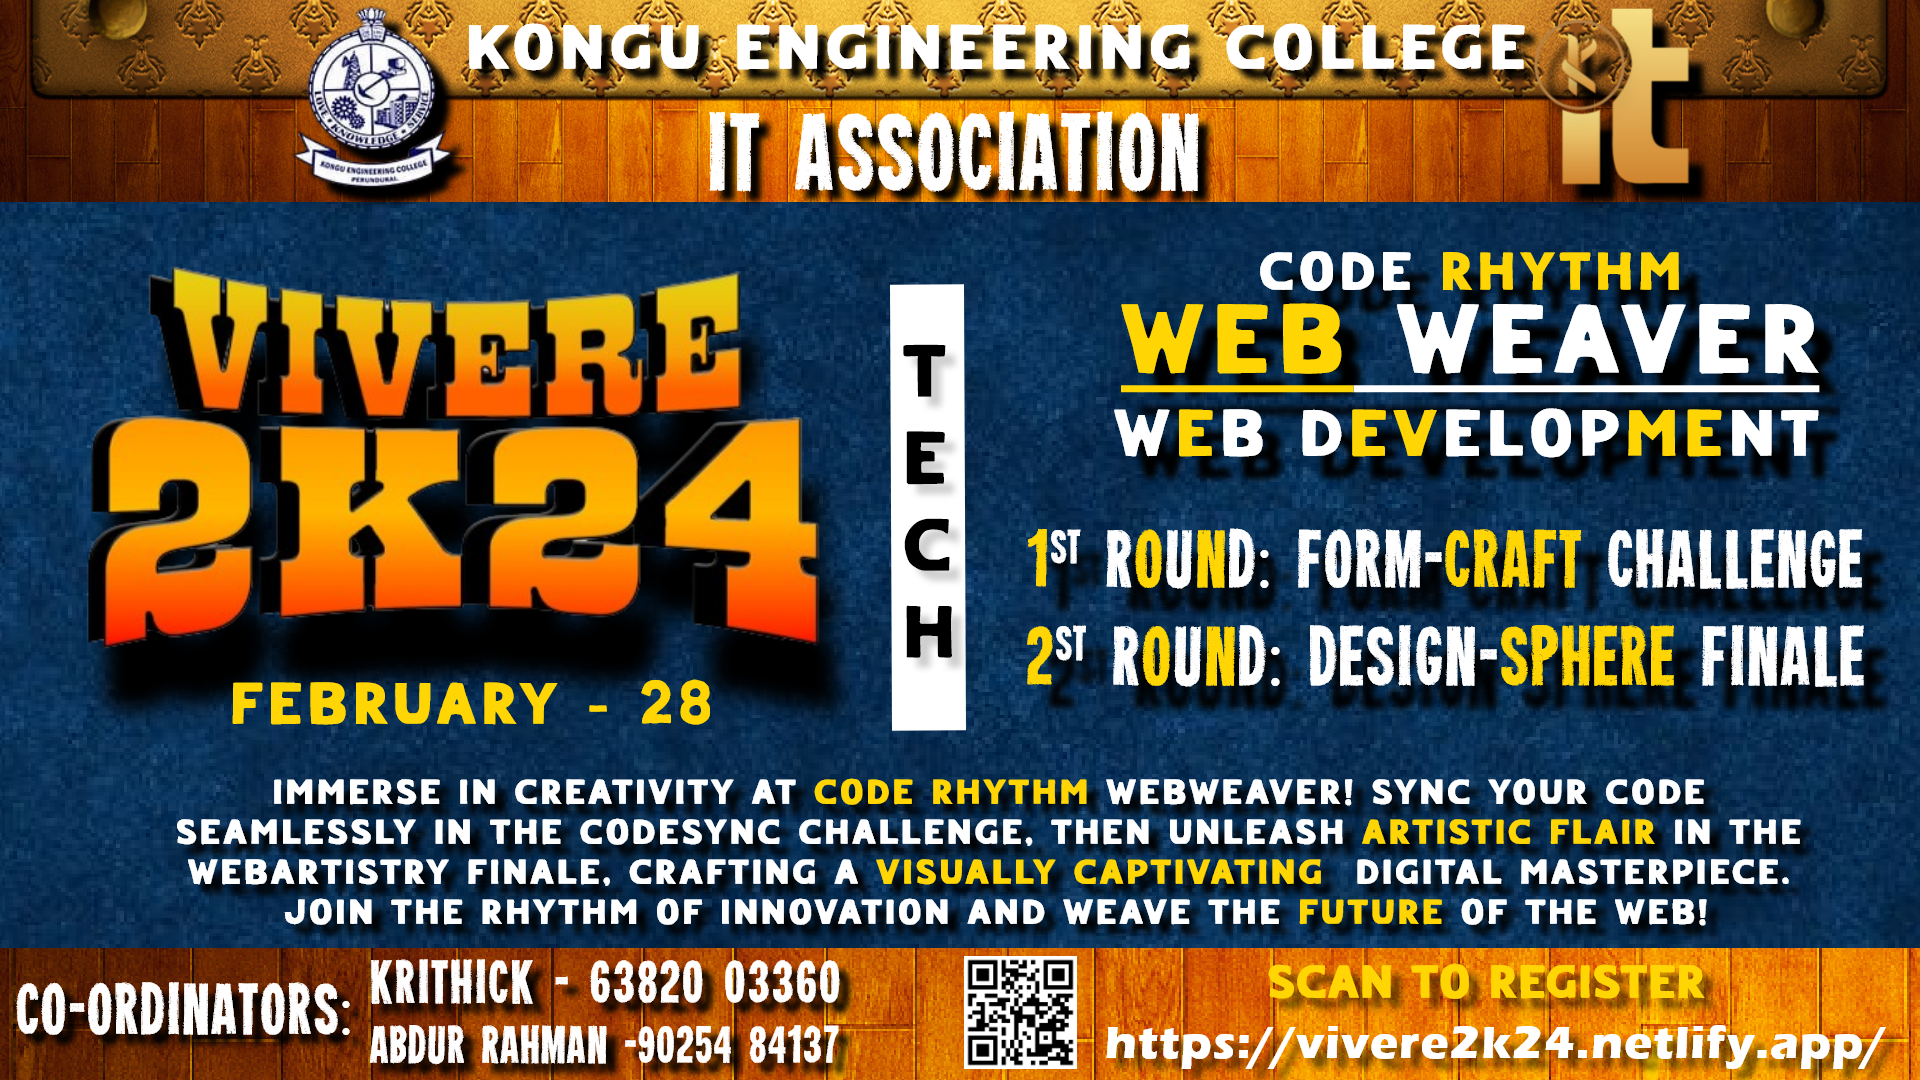 KONGU ENGINEERING COLLEGE
IT ASSOCIATION
LOVE • KNOWLEDGE • SERVICE
KONGU ENGINEERING COLLEGE
PERUNDURAI
it
VIVERE
2K24
FEBRUARY - 28
TECH
CODE RHYTHM
WEB WEAVER
WEB DEVELOPMENT
1ST ROUND: FORM-CRAFT CHALLENGE
2ST ROUND: DESIGN-SPHERE FINALE
IMMERSE IN CREATIVITY AT CODE RHYTHM WEBWEAVER! SYNC YOUR CODE
SEAMLESSLY IN THE CODESYNC CHALLENGE, THEN UNLEASH ARTISTIC FLAIR IN THE
WEBARTISTRY FINALE, CRAFTING A VISUALLY CAPTIVATING DIGITAL MASTERPIECE.
JOIN THE RHYTHM OF INNOVATION AND WEAVE THE FUTURE OF THE WEB!
CO-ORDINATORS:
KRITHICK - 63820 03360
ABDUR RAHMAN -90254 84137
SCAN TO REGISTER
https://vivere2k24.netlify.app/